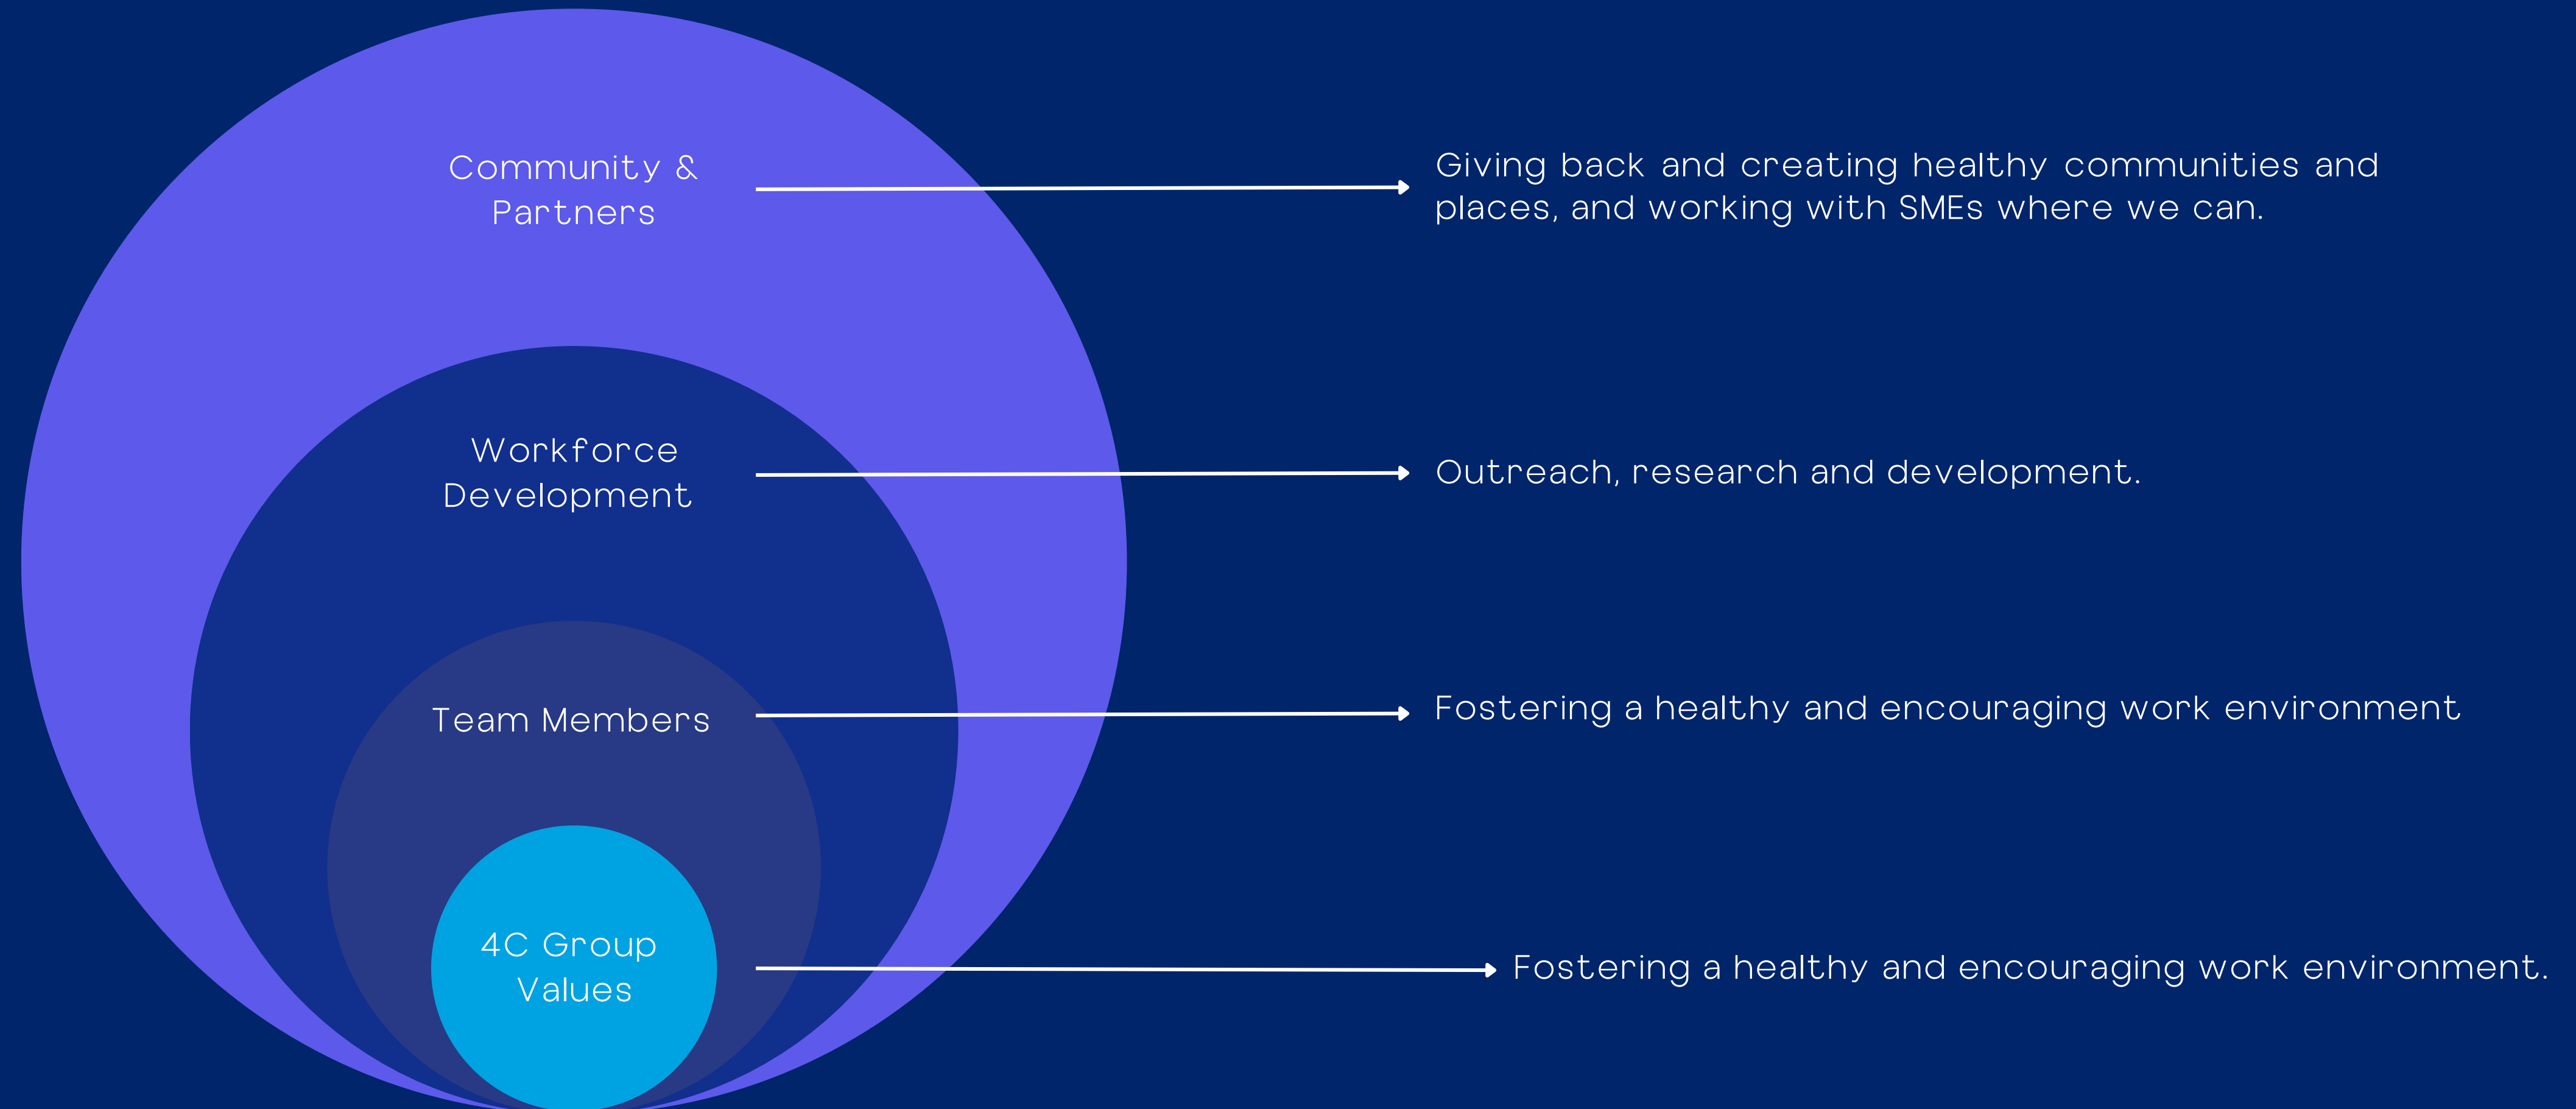 Community &
Partners
Giving back and creating healthy communities and
places, and working with SMEs where we can.
Workforce
Development
Outreach, research and development.
Team Members
Fostering a healthy and encouraging work environment
4C Group
Values
Fostering a healthy and encouraging work environment.